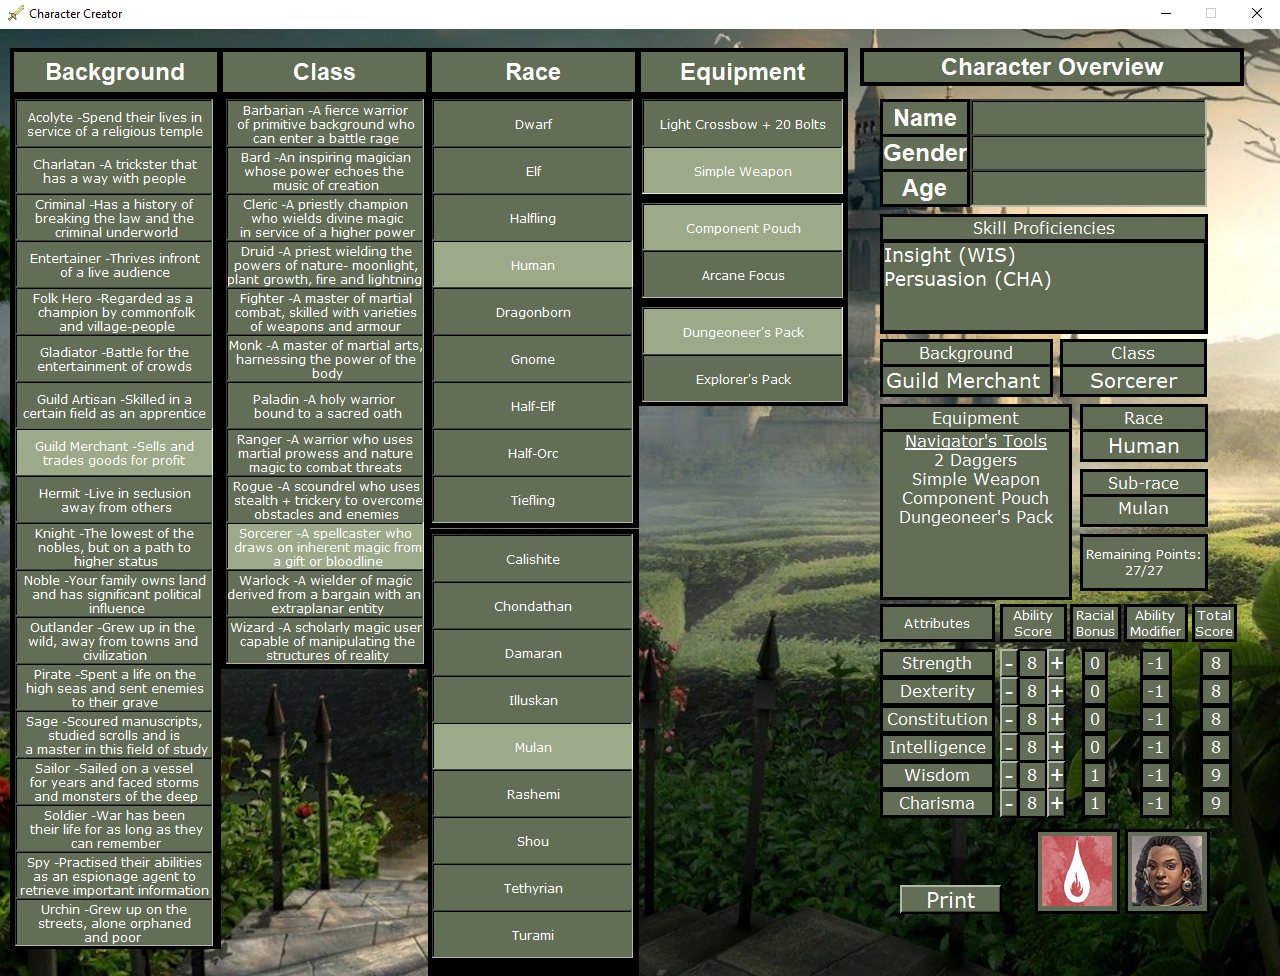 Character Creator
Background
Acolyte -Spend their lives in
service of a religious temple
Charlatan -A trickster that
has a way with people
Criminal -Has a history of
breaking the law and the
criminal underworld
Entertainer -Thrives infront
of a live audience
Folk Hero -Regarded as a
champion by commonfolk
and village-people
Gladiator -Battle for the
entertainment of crowds
Guild Artisan -Skilled in a
certain field as an apprentice
Guild Merchant -Sells and
trades goods for profit
Hermit -Live in seclusion
away from others
Knight -The lowest of the
nobles, but on a path to
higher status
Noble -Your family owns land
and has significant political
influence
Outlander -Grew up in the
wild, away from towns and
civilization
Pirate -Spent a life on the
high seas and sent enemies
to their grave
Sage -Scoured manuscripts,
studied scrolls and is
a master in this field of study
Sailor -Sailed on a vessel
for years and faced storms
and monsters of the deep
Soldier -War has been
their life for as long as they
can remember
Spy -Practised their abilities
as an espionage agent to
retrieve important information
Urchin -Grew up on the
streets, alone orphaned
and poor
Class
Barbarian -A fierce warrior
of primitive background who
can enter a battle rage
Bard -An inspiring magician
whose power echoes the
music of creation
Cleric -A priestly champion
who wields divine magic
in service of a higher power
Druid -A priest wielding the
powers of nature- moonlight,
plant growth, fire and lightning
Fighter -A master of martial
combat, skilled with varieties
of weapons and armour
Monk -A master of martial arts,
harnessing the power of the
body
Paladin -A holy warrior
bound to a sacred oath
Ranger -A warrior who uses
martial prowess and nature
magic to combat threats
Rogue -A scoundrel who uses
stealth + trickery to overcome
obstacles and enemies
Sorcerer -A spellcaster who
draws on inherent magic from
a gift or bloodline
Warlock -A wielder of magic
derived from a bargain with an
extraplanar entity
Wizard -A scholarly magic user
capable of manipulating the
structures of reality
Race
Dwarf
Elf
Halfling
Human
Dragonborn
Gnome
Half-Elf
Half-Orc
Tiefling
Calishite
Chondathan
Damaran
Illuskan
Mulan
Rashemi
Shou
Tethyrian
Turami
Equipment
Light Crossbow + 20 Bolts
Simple Weapon
Component Pouch
Arcane Focus
Dungeoneer's Pack
Explorer's Pack
Character Overview
Name
Gender
Age
Skill Proficiencies
Insight (WIS)
Persuasion (CHA)
Background
Guild Merchant
Class
Sorcerer
Equipment
Navigator's Tools
2 Daggers
Simple Weapon
Component Pouch
Dungeoneer's Pack
Race
Human
Sub-race
Mulan
Remaining Points:
27/27
Attributes
Ability
Score
Racial
Bonus
Ability
Modifier
Total
Score
Strength - 8 + 0 -1 8
Dexterity - 8 + 0 -1 8
Constitution - 8 + 0 -1 8
Intelligence - 8 + 0 -1 8
Wisdom - 8 + 1 -1 9
Charisma - 8 + 1 -1 9
Print